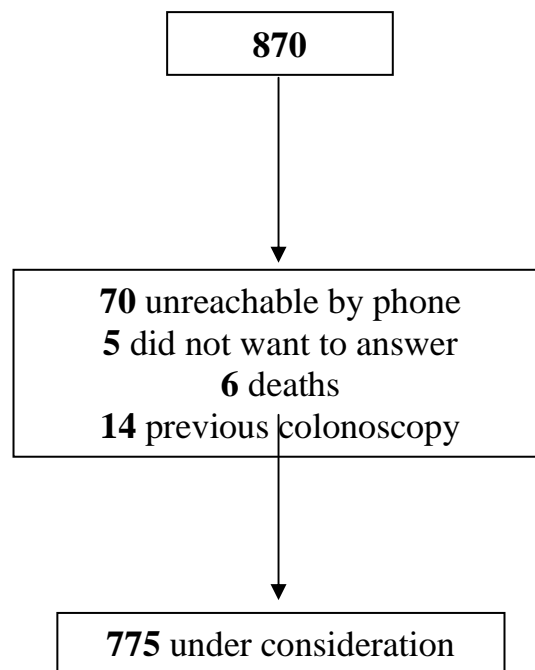 870
70 unreachable by phone
5 did not want to answer
6 deaths
14 previous colonoscopy
775 under consideration